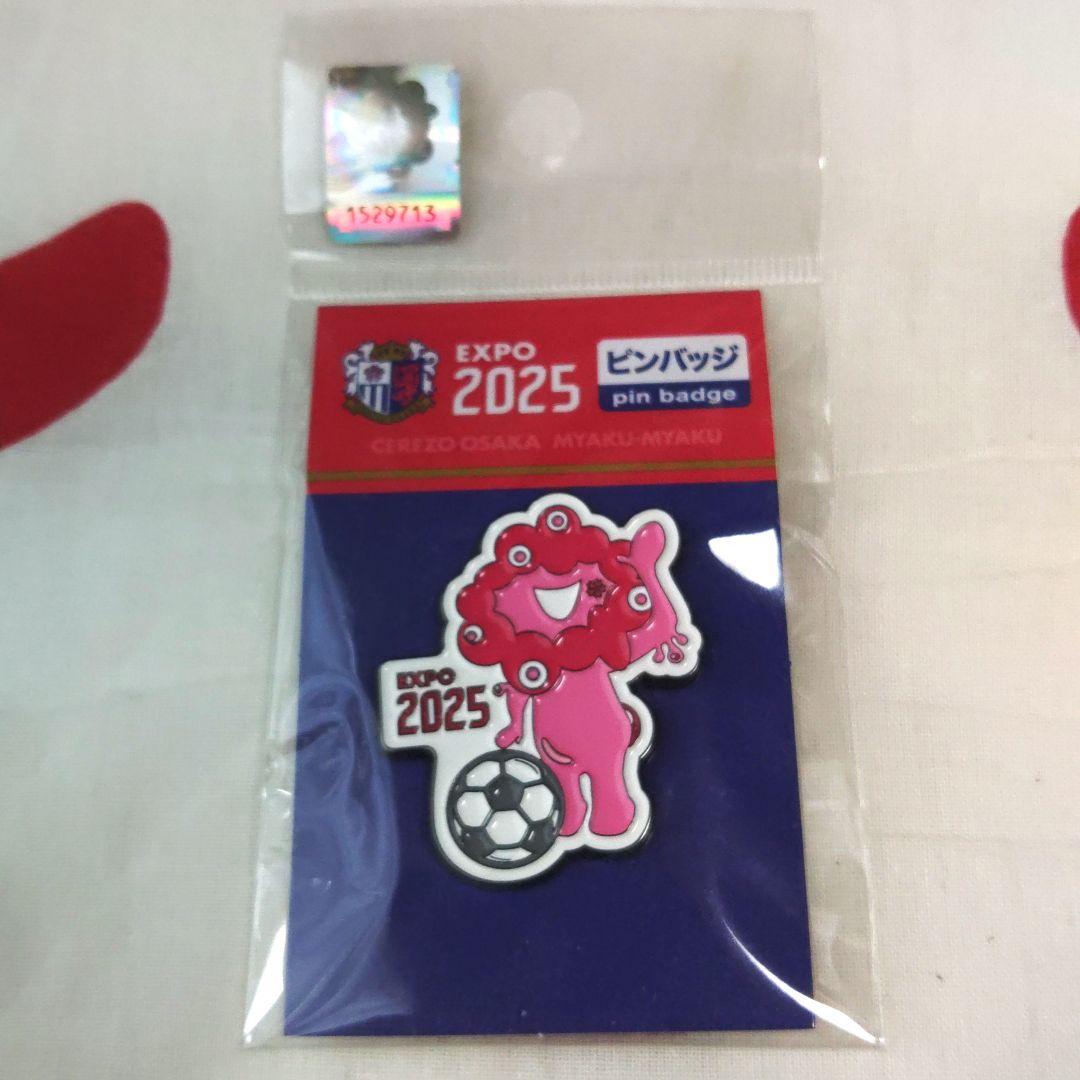 1529713
EXPO
2025
ピンバッジ
pin badge
CEREZO OSAKA MYAKU-MYAKU
EXPO
2025